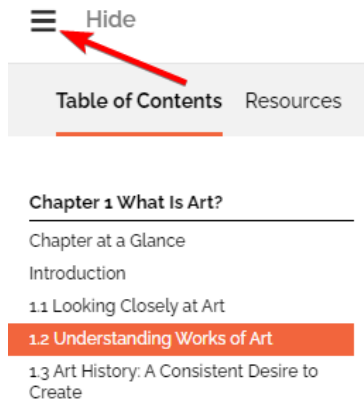 Hide
Table of Contents Resources
Chapter 1 What Is Art?
Chapter at a Glance
Introduction
1.1 Looking Closely at Art
1.2 Understanding Works of Art
1.3 Art History: A Consistent Desire to
Create